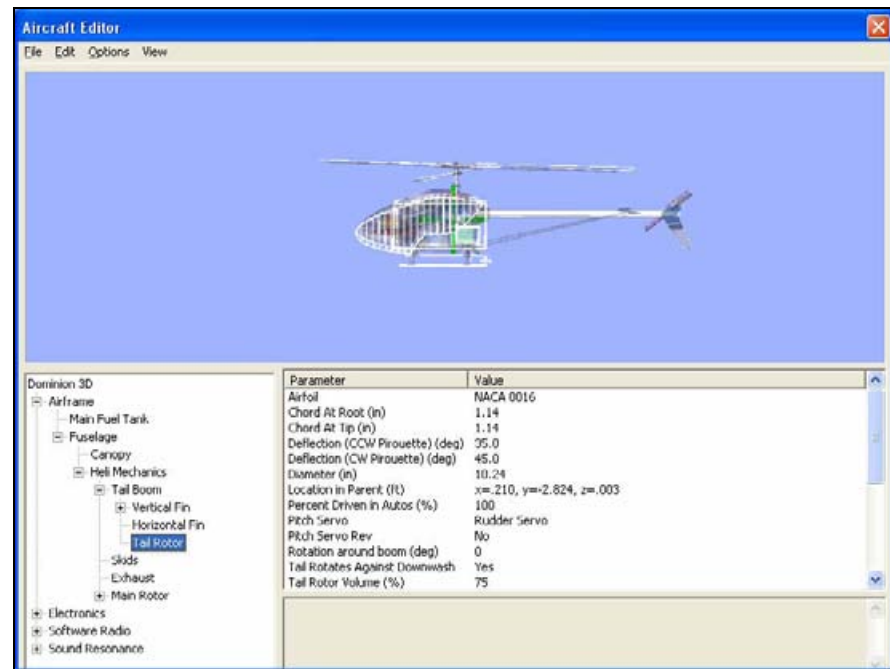 Aircraft Editor
File Edit Options View
Dominion 3D
Airframe
Main Fuel Tank
Fuselage
Canopy
Heli Mechanics
Tail Boom
Vertical Fin
Horizontal Fin
Tail Rotor
Skids
Exhaust
Main Rotor
Electronics
Software Radio
Sound Resonance
Parameter Value
Airfoil NACA 0016
Chord At Root (in) 1.14
Chord At Tip (in) 1.14
Deflection (CCW Pirouette) (deg) 35.0
Deflection (CW Pirouette) (deg) 45.0
Diameter (in) 10.24
Location in Parent (ft) x=.210, y=-2.824, z=.003
Percent Driven in Autos (%) 100
Pitch Servo Rudder Servo
Pitch Servo Rev No
Rotation around boom (deg) 0
Tail Rotates Against Downwash Yes
Tail Rotor Volume (%) 75